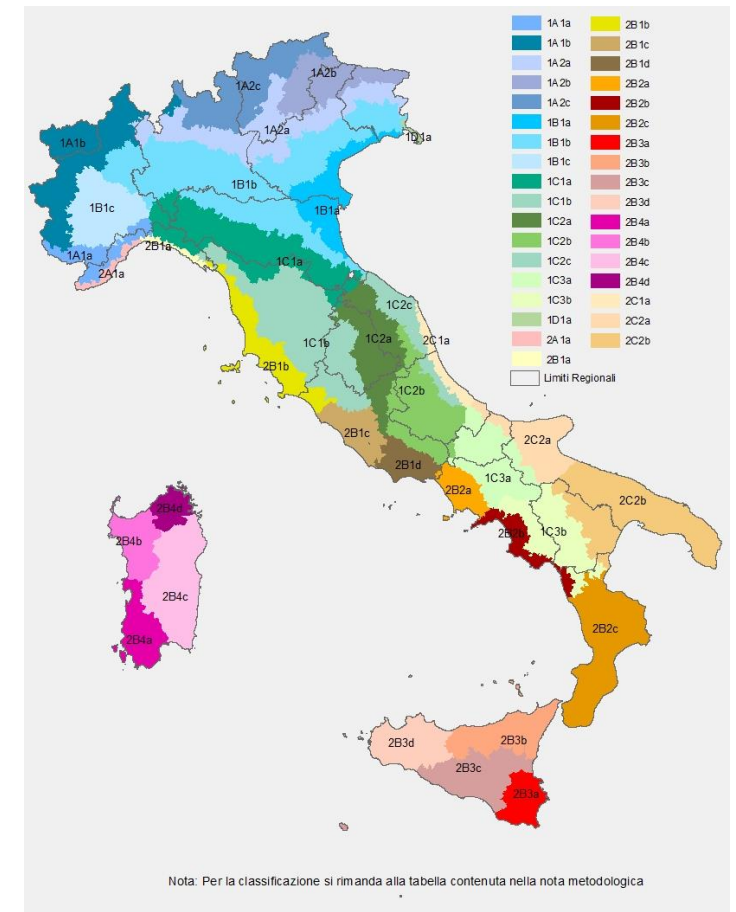 1A1a
1A1b
1A2a
1A2b
1A2c
1B1a
1B1b
1B1c
1C1a
1C1b
1C2a
1C2b
1C2c
1C3a
1C3b
1D1a
2A1a
2B1a
2B1b
2B1c
2B1d
2B2a
2B2b
2B2c
2B3a
2B3b
2B3c
2B3d
2B4a
2B4b
2B4c
2B4d
2C1a
2C2a
2C2b
Limiti Regionali
1A2b
1A2c
1A2a
1D1a
1A1b
1B1b
1B1c
1B1a
2B1a
1A1a
1C1a
2A1a
1C2c
1C1b
1C2a
2C1a
2B1b
1C2b
2B1c
2C2a
2B1d
1C3a
2B2a
2C2b
2B4d
1C3b
2B2b
2B4b
2B4c
2B2c
2B4a
2B3d
2B3b
2B3c
2B3a
Nota: Per la classificazione si rimanda alla tabella contenuta nella nota metodologica